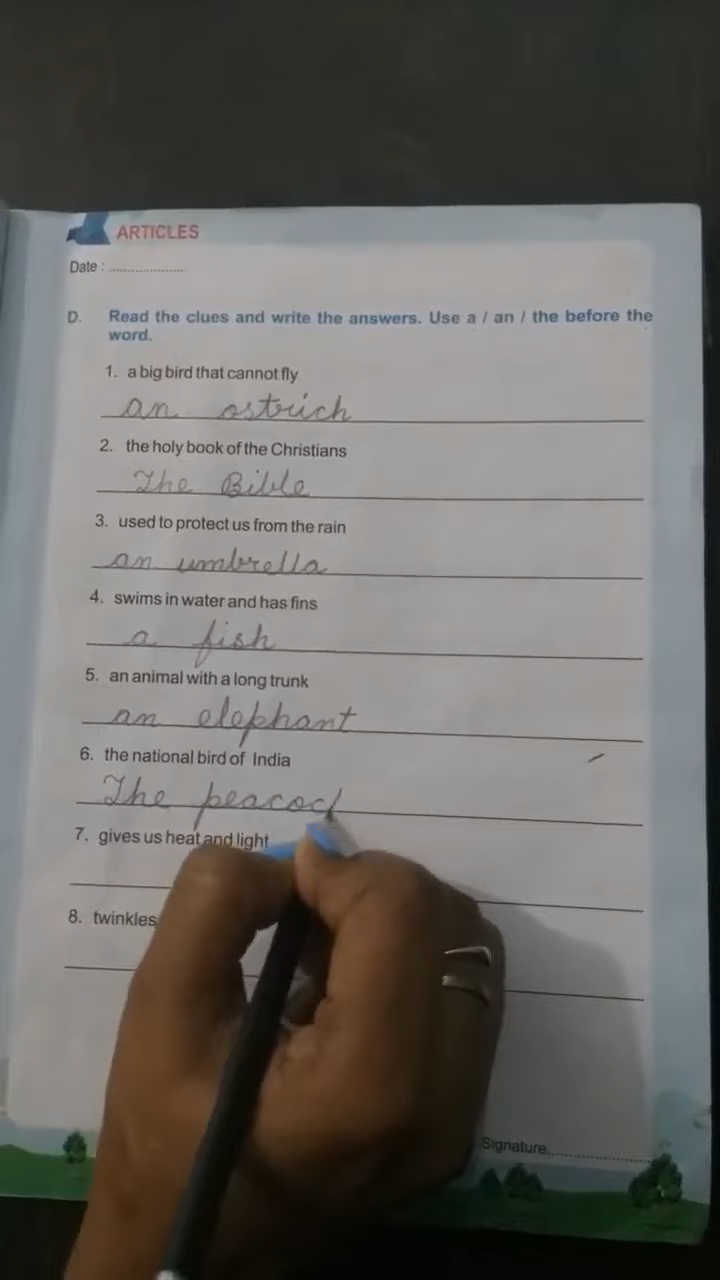 ARTICLES
Date : ...................
D. Read the clues and write the answers. Use a / an / the before the
word.
1. a big bird that cannot fly
an ostrich
2. the holy book of the Christians
The Bible
3. used to protect us from the rain
an umbrella
4. swims in water and has fins
a fish
5. an animal with a long trunk
an elephant
6. the national bird of India
The peacoc
7. gives us heat and light
8. twinkles
Signature......................